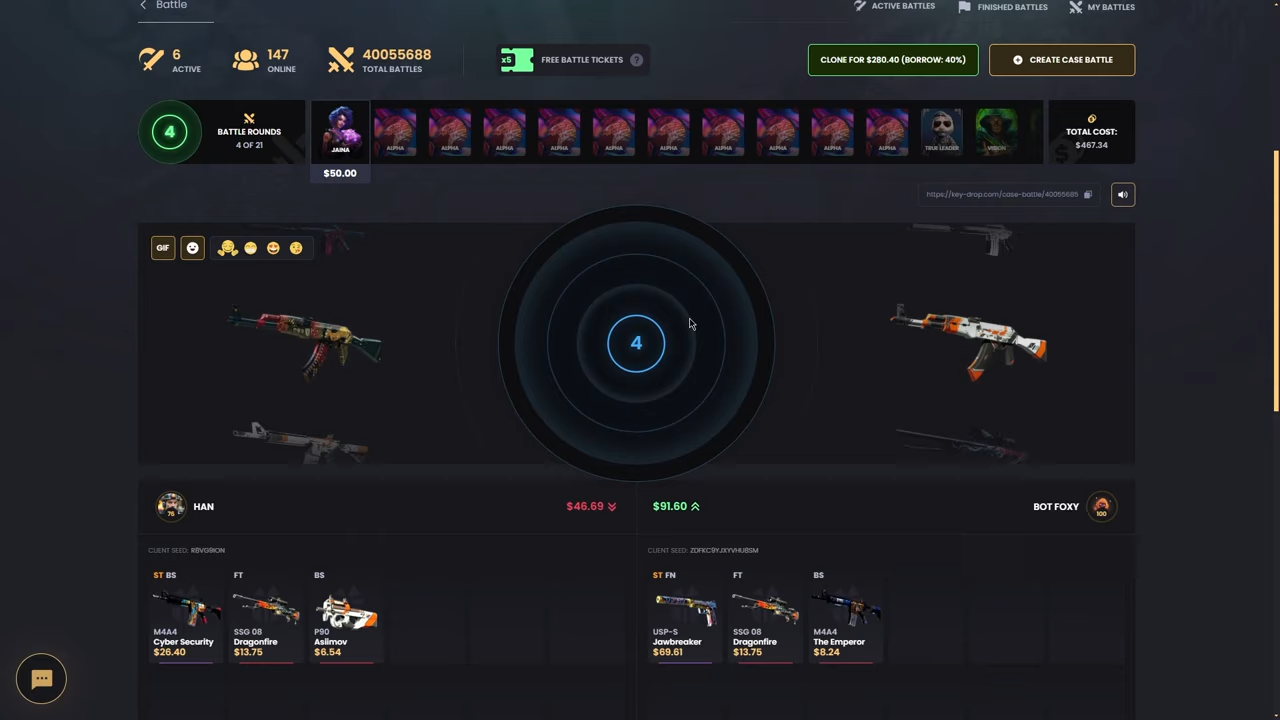 Battle
ACTIVE BATTLES
FINISHED BATTLES
MY BATTLES
6
ACTIVE
147
ONLINE
40055688
TOTAL BATTLES
x5
FREE BATTLE TICKETS
?
CLONE FOR $280.40 (BORROW: 40%)
CREATE CASE BATTLE
4
BATTLE ROUNDS
4 OF 21
JAINA
ALPHA
ALPHA
ALPHA
ALPHA
ALPHA
ALPHA
ALPHA
ALPHA
ALPHA
ALPHA
TRUE LEADER
VISION
TOTAL COST:
$467.34
$50.00
https://key-drop.com/case-battle/40055685
GIF
4
76
HAN
$46.69
$91.60
BOT FOXY
100
CLIENT SEED: RBVG9ION
CLIENT SEED: ZDFKC9YJXYVHUBSM
ST BS
FT
BS
ST FN
FT
BS
M4A4
Cyber Security
$26.40
SSG 08
Dragonfire
$13.75
P90
Asiimov
$6.54
USP-S
Jawbreaker
$69.61
SSG 08
Dragonfire
$13.75
M4A4
The Emperor
$8.24